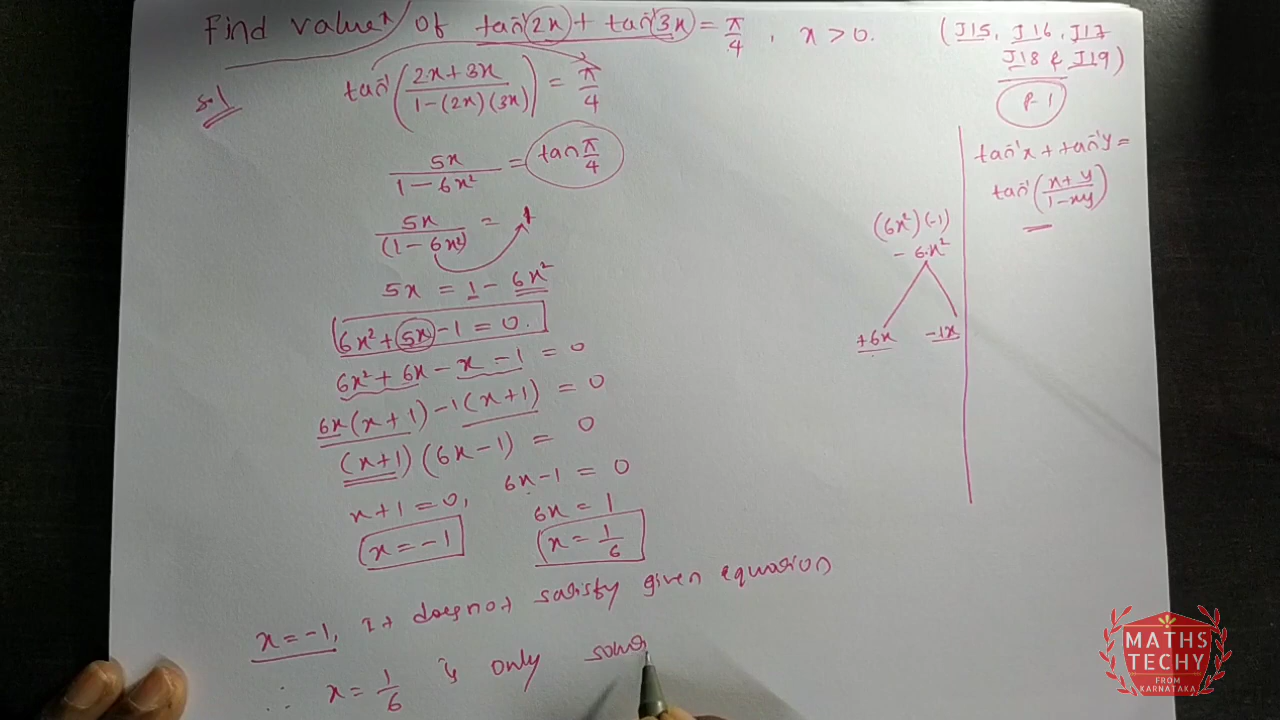 Find value x of tan⁻¹(2x) + tan⁻¹(3x) = π/4 , x > 0.
(J15, J16, J17
J18 & J19)
P-1
Sol
tan⁻¹((2x+3x)/(1-(2x)(3x))) = π/4
5x/(1-6x²) = tan π/4
5x/(1-6x²) = 1
5x = 1 - 6x²
6x² + 5x - 1 = 0.
6x² + 6x - x - 1 = 0
6x(x+1) - 1(x+1) = 0
(x+1)(6x-1) = 0
x+1 = 0, 6x-1 = 0
6x = 1
x = -1 x = 1/6
x = -1, it does not satisfy given equation
∴ x = 1/6 is only
tan⁻¹x + tan⁻¹y =
tan⁻¹((x+y)/(1-xy))
(6x²)(-1)
- 6x²
+6x -1x
MATHS
TECHY
FROM
KARNATAKA